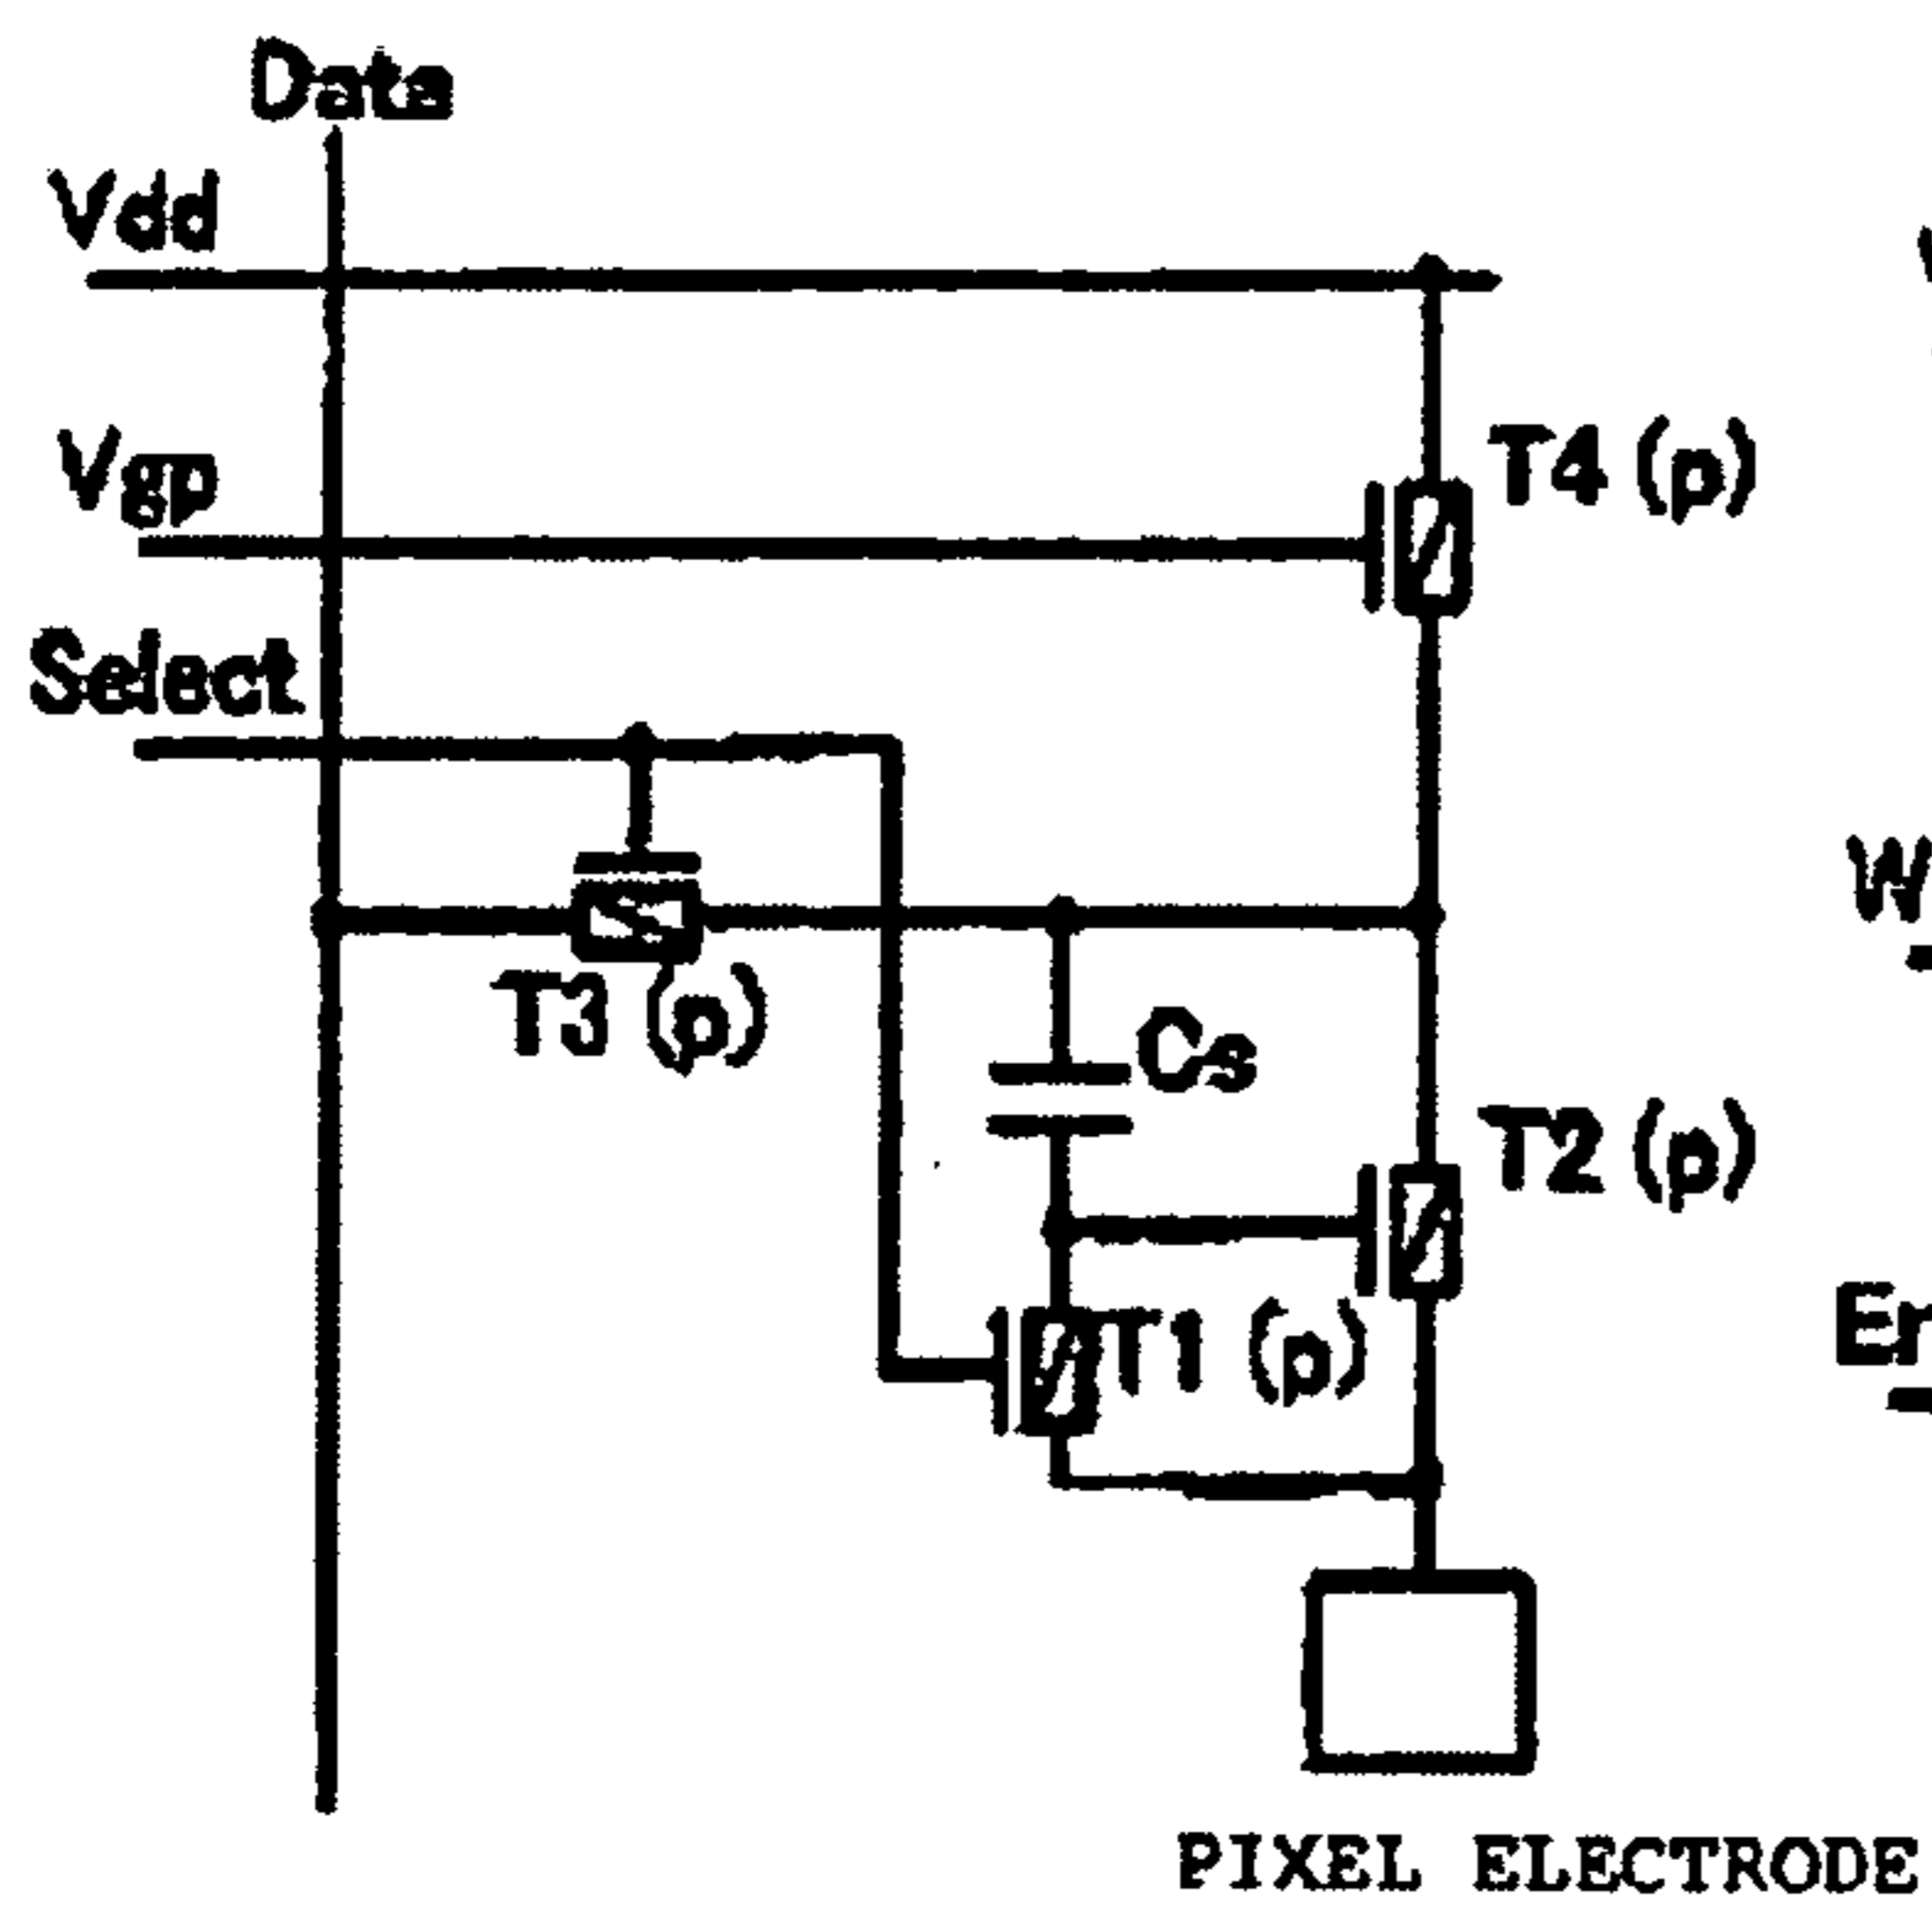 Data
Vdd
Vgp
T4 (p)
Select
T3 (p)
Cs
T2 (p)
T1 (p)
PIXEL ELECTRODE